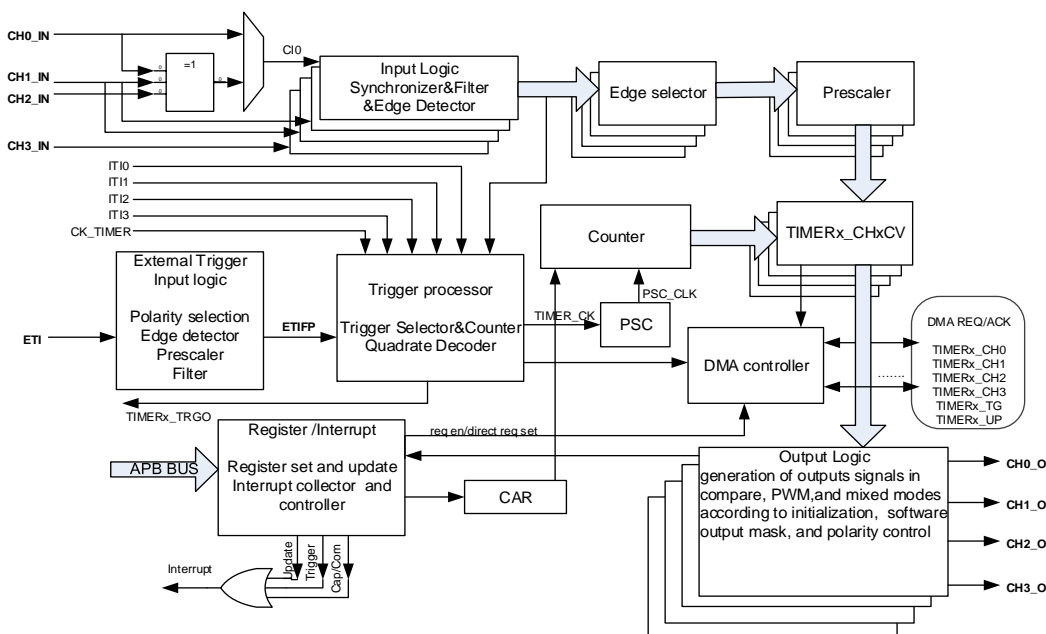 CH0_IN
CH1_IN
CH2_IN
CH3_IN
=1
CI0
Input Logic
Synchronizer&Filter
&Edge Detector
Edge selector
Prescaler
ITI0
ITI1
ITI2
ITI3
CK_TIMER
Counter
TIMERx_CHxCV
External Trigger
Input logic
Polarity selection
Edge detector
Prescaler
Filter
ETI
ETIFP
Trigger processor
Trigger Selector&Counter
Quadrate Decoder
TIMER_CK
PSC
PSC_CLK
DMA controller
DMA REQ/ACK
TIMERx_CH0
TIMERx_CH1
TIMERx_CH2
TIMERx_CH3
TIMERx_TG
TIMERx_UP
.......
TIMERx_TRGO
APB BUS
Register /Interrupt
Register set and update
Interrupt collector and
controller
req en/direct req set
CAR
Update
Trigger
Cap/Com
Interrupt
Output Logic
generation of outputs signals in
compare, PWM,and mixed modes
according to initialization, software
output mask, and polarity control
CH0_O
CH1_O
CH2_O
CH3_O